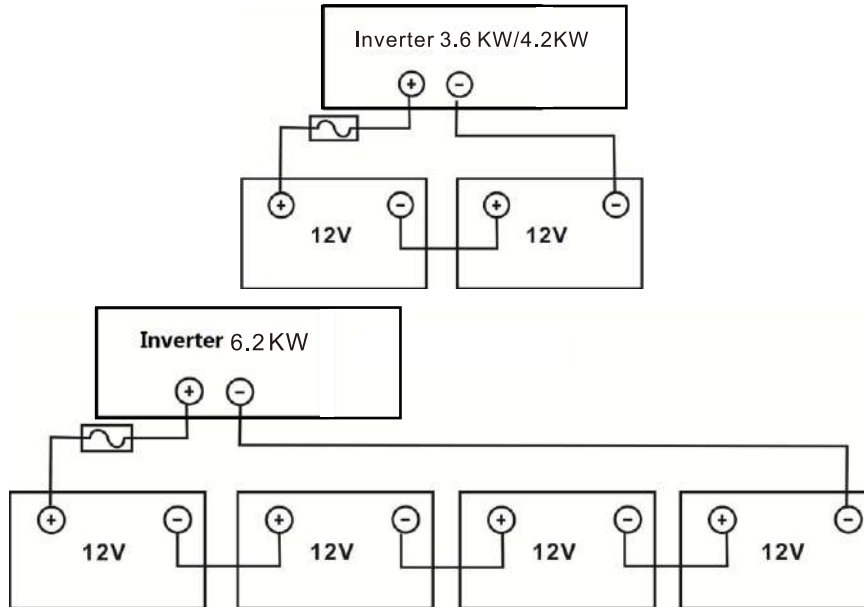 Inverter 3.6 KW/4.2KW
+ −
+ − + −
12V 12V
Inverter 6.2 KW
+ −
+ − + − + − + −
12V 12V 12V 12V